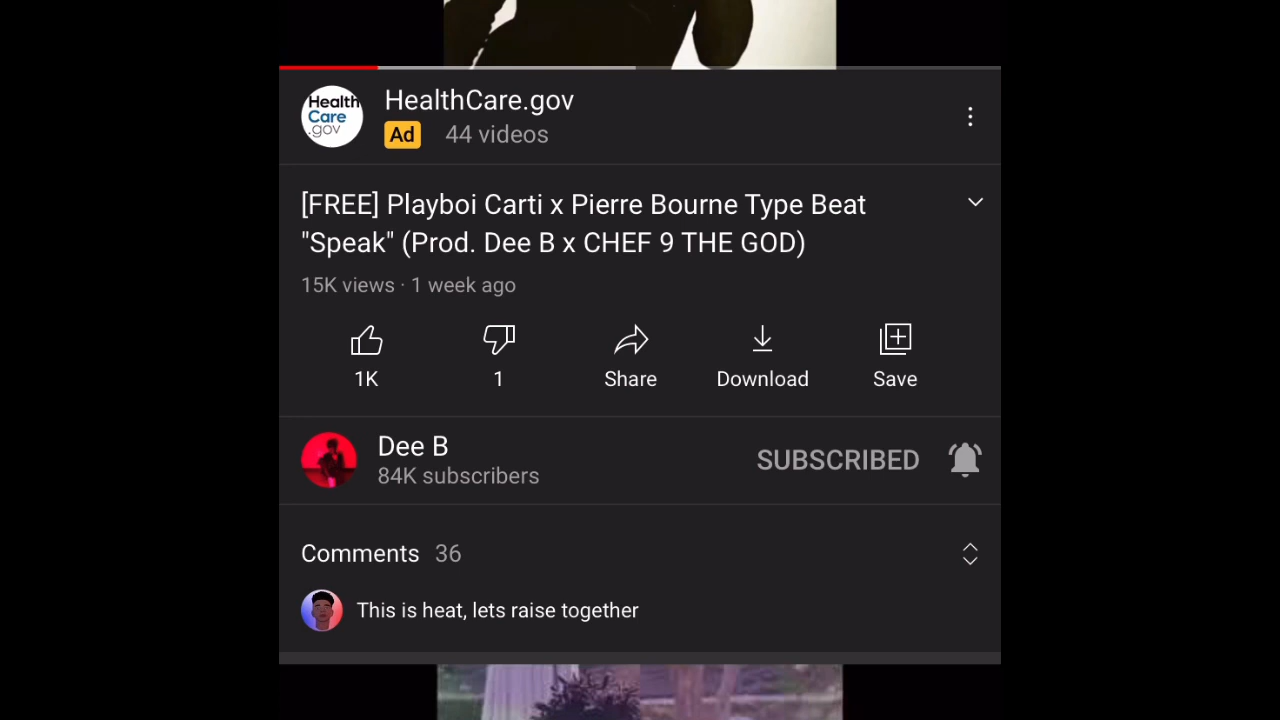 Health
Care
.gov
HealthCare.gov
Ad 44 videos
[FREE] Playboi Carti x Pierre Bourne Type Beat
"Speak" (Prod. Dee B x CHEF 9 THE GOD)
15K views · 1 week ago
1K 1 Share Download Save
Dee B
84K subscribers
SUBSCRIBED
Comments 36
This is heat, lets raise together